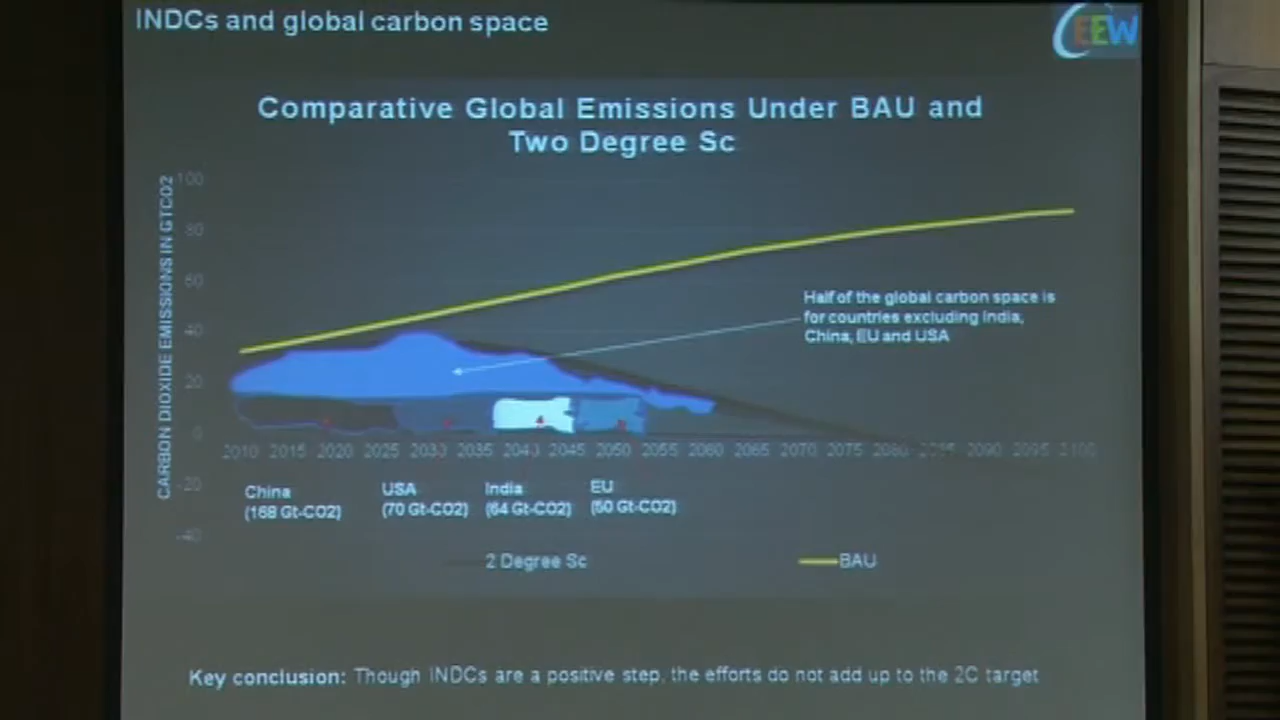 INDCs and global carbon space
CEEW
Comparative Global Emissions Under BAU and
Two Degree Sc
CARBON DIOXIDE EMISSIONS IN GTCO2
100
80
60
40
20
0
-20
-40
2010 2015 2020 2025 2030 2035 2040 2045 2050 2055 2060 2065 2070 2075 2080 2085 2090 2095 2100
Half of the global carbon space is
for countries excluding India,
China, EU and USA
China
(168 Gt-CO2)
USA
(70 Gt-CO2)
India
(64 Gt-CO2)
EU
(50 Gt-CO2)
2 Degree Sc
BAU
Key conclusion: Though INDCs are a positive step, the efforts do not add up to the 2C target